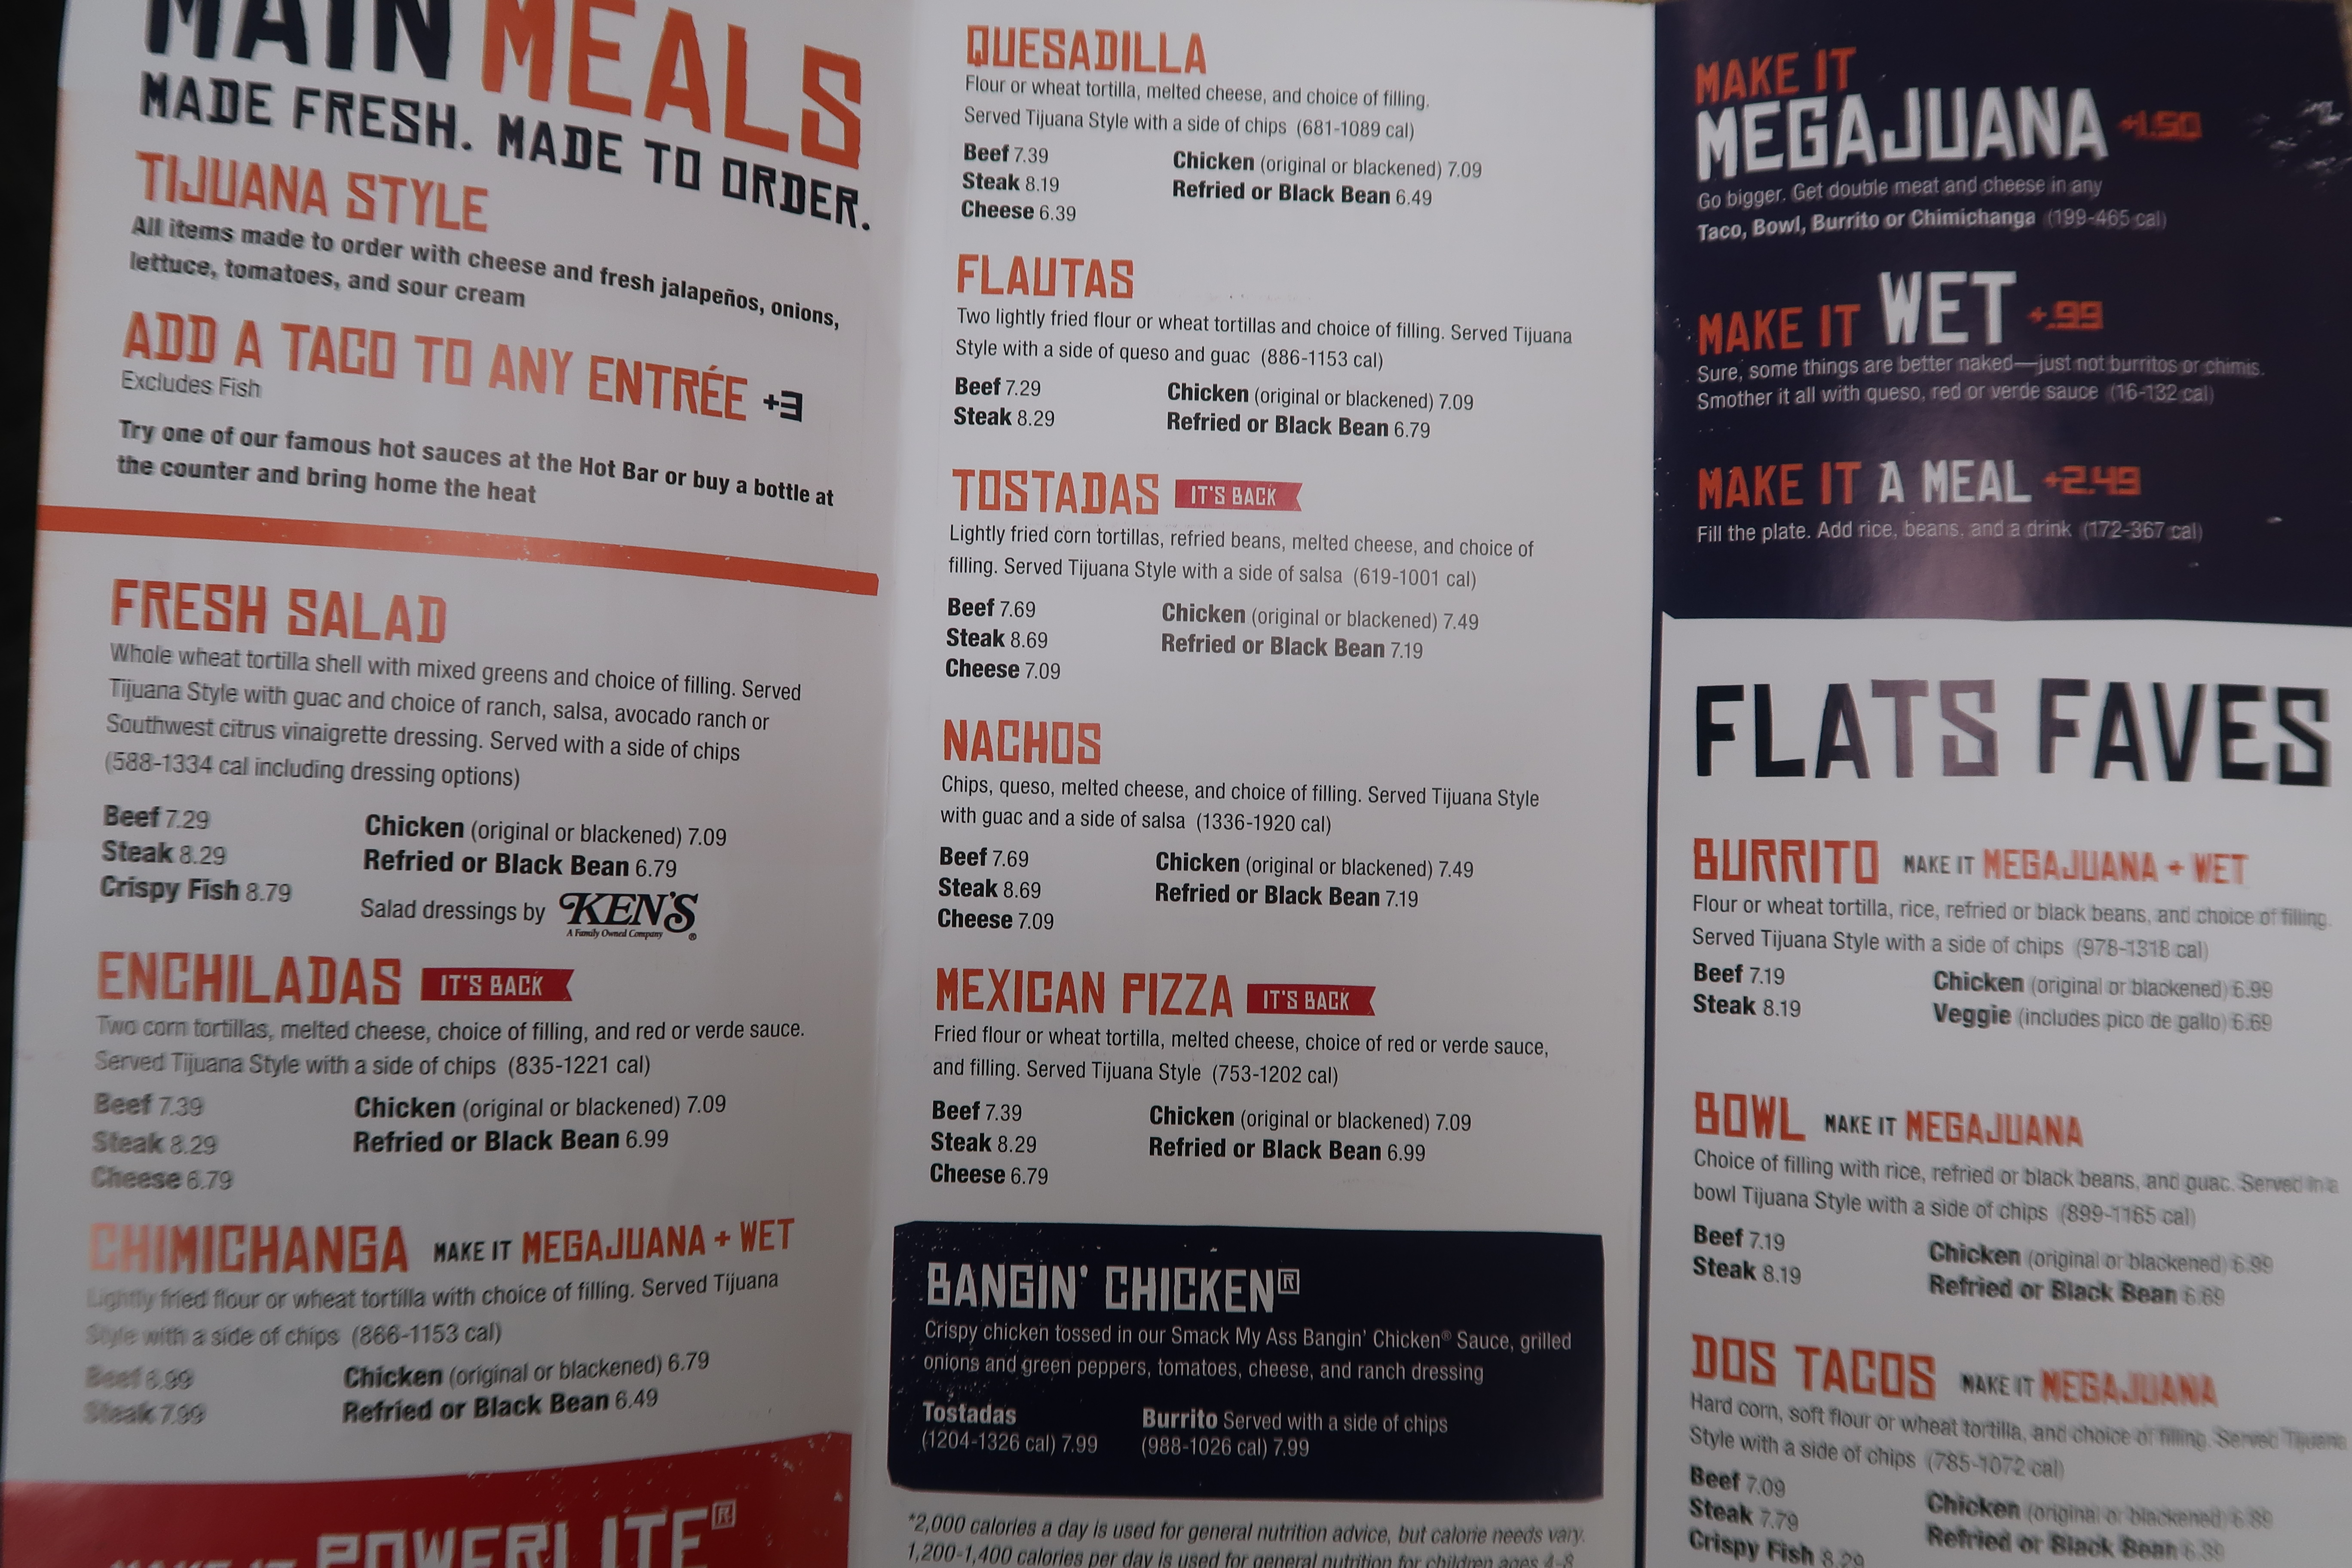 MAIN MEALS
MADE FRESH. MADE TO ORDER.
TIJUANA STYLE
All items made to order with cheese and fresh jalapeños, onions,
lettuce, tomatoes, and sour cream
ADD A TACO TO ANY ENTRÉE +3
Excludes Fish
Try one of our famous hot sauces at the Hot Bar or buy a bottle at
the counter and bring home the heat
FRESH SALAD
Whole wheat tortilla shell with mixed greens and choice of filling. Served
Tijuana Style with guac and choice of ranch, salsa, avocado ranch or
Southwest citrus vinaigrette dressing. Served with a side of chips
(588-1334 cal including dressing options)
Beef 7.29 Chicken (original or blackened) 7.09
Steak 8.29 Refried or Black Bean 6.79
Crispy Fish 8.79 Salad dressings by KEN'S®
A Family Owned Company
ENCHILADAS IT'S BACK
Two corn tortillas, melted cheese, choice of filling, and red or verde sauce.
Served Tijuana Style with a side of chips (835-1221 cal)
Beef 7.39 Chicken (original or blackened) 7.09
Steak 8.29 Refried or Black Bean 6.99
Cheese 6.79
CHIMICHANGA MAKE IT MEGAJUANA + WET
Lightly fried flour or wheat tortilla with choice of filling. Served Tijuana
Style with a side of chips (866-1153 cal)
Beef 6.99 Chicken (original or blackened) 6.79
Steak 7.99 Refried or Black Bean 6.49
MAKE IT POWERLITE®
QUESADILLA
Flour or wheat tortilla, melted cheese, and choice of filling.
Served Tijuana Style with a side of chips (681-1089 cal)
Beef 7.39 Chicken (original or blackened) 7.09
Steak 8.19 Refried or Black Bean 6.49
Cheese 6.39
FLAUTAS
Two lightly fried flour or wheat tortillas and choice of filling. Served Tijuana
Style with a side of queso and guac (886-1153 cal)
Beef 7.29 Chicken (original or blackened) 7.09
Steak 8.29 Refried or Black Bean 6.79
TOSTADAS IT'S BACK
Lightly fried corn tortillas, refried beans, melted cheese, and choice of
filling. Served Tijuana Style with a side of salsa (619-1001 cal)
Beef 7.69 Chicken (original or blackened) 7.49
Steak 8.69 Refried or Black Bean 7.19
Cheese 7.09
NACHOS
Chips, queso, melted cheese, and choice of filling. Served Tijuana Style
with guac and a side of salsa (1336-1920 cal)
Beef 7.69 Chicken (original or blackened) 7.49
Steak 8.69 Refried or Black Bean 7.19
Cheese 7.09
MEXICAN PIZZA IT'S BACK
Fried flour or wheat tortilla, melted cheese, choice of red or verde sauce,
and filling. Served Tijuana Style (753-1202 cal)
Beef 7.39 Chicken (original or blackened) 7.09
Steak 8.29 Refried or Black Bean 6.99
Cheese 6.79
BANGIN' CHICKEN®
Crispy chicken tossed in our Smack My Ass Bangin' Chicken® Sauce, grilled
onions and green peppers, tomatoes, cheese, and ranch dressing
Tostadas Burrito Served with a side of chips
(1204-1326 cal) 7.99 (988-1026 cal) 7.99
*2,000 calories a day is used for general nutrition advice, but calorie needs vary.
1,200-1,400 calories per day is used for general nutrition for children ages 4-8
MAKE IT
MEGAJUANA +1.50
Go bigger. Get double meat and cheese in any
Taco, Bowl, Burrito or Chimichanga (199-465 cal)
MAKE IT WET +.99
Sure, some things are better naked—just not burritos or chimis.
Smother it all with queso, red or verde sauce (16-132 cal)
MAKE IT A MEAL +2.49
Fill the plate. Add rice, beans, and a drink (172-367 cal)
FLATS FAVES
BURRITO MAKE IT MEGAJUANA + WET
Flour or wheat tortilla, rice, refried or black beans, and choice of filling.
Served Tijuana Style with a side of chips (978-1318 cal)
Beef 7.19 Chicken (original or blackened) 6.99
Steak 8.19 Veggie (includes pico de gallo) 6.69
BOWL MAKE IT MEGAJUANA
Choice of filling with rice, refried or black beans, and guac. Served in a
bowl Tijuana Style with a side of chips (899-1165 cal)
Beef 7.19 Chicken (original or blackened) 6.99
Steak 8.19 Refried or Black Bean 6.69
DOS TACOS MAKE IT MEGAJUANA
Hard corn, soft flour or wheat tortilla, and choice of filling. Served Tijuana
Style with a side of chips (785-1072 cal)
Beef 7.09 Chicken (original or blackened) 6.89
Steak 7.79 Refried or Black Bean 6.39
Crispy Fish 8.29